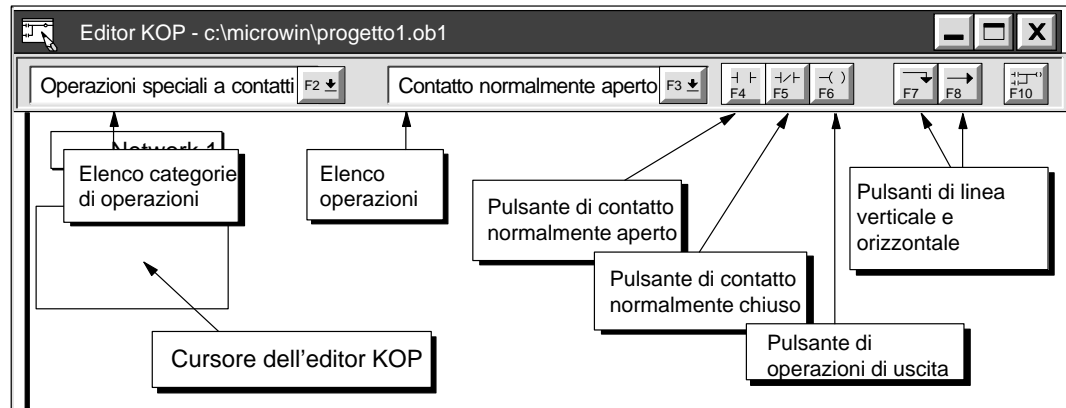 Editor KOP - c:\microwin\progetto1.ob1
Operazioni speciali a contatti F2 Contatto normalmente aperto F3 F4 F5 F6 F7 F8 F10
Network 1
Elenco categorie
di operazioni
Elenco
operazioni
Pulsante di contatto
normalmente aperto
Pulsanti di linea
verticale e
orizzontale
Pulsante di contatto
normalmente chiuso
Cursore dell'editor KOP
Pulsante di
operazioni di uscita